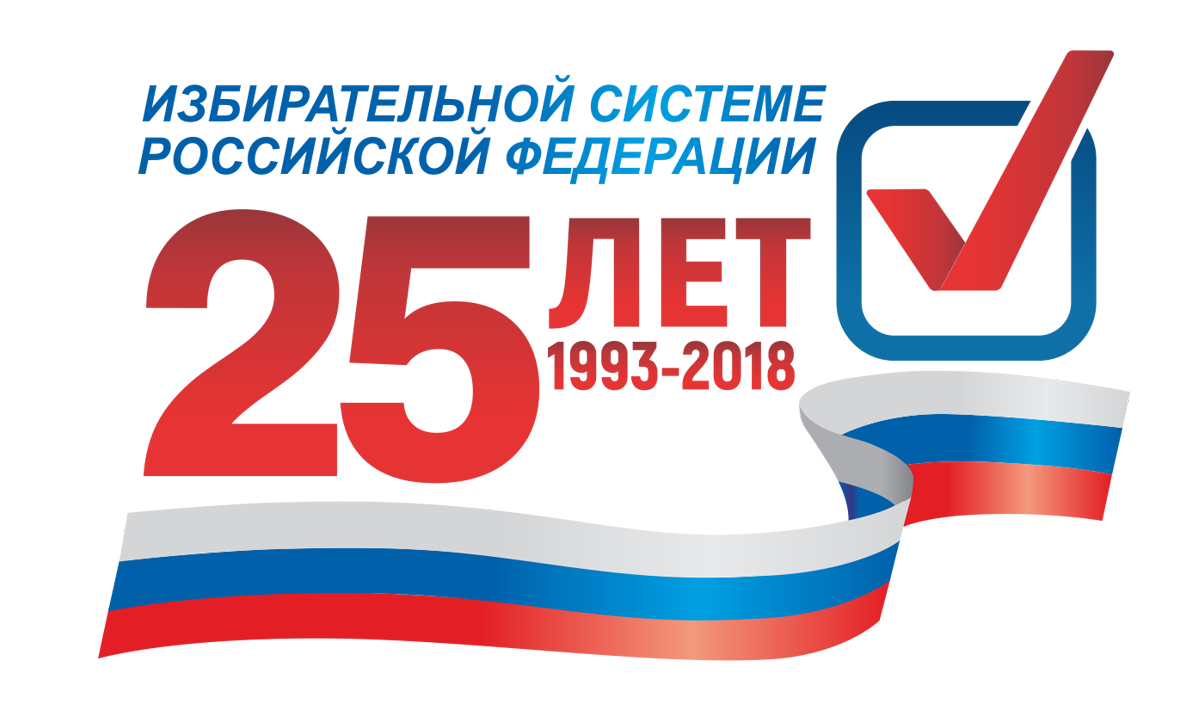 ИЗБИРАТЕЛЬНОЙ СИСТЕМЕ
РОССИЙСКОЙ ФЕДЕРАЦИИ
25 ЛЕТ
1993-2018